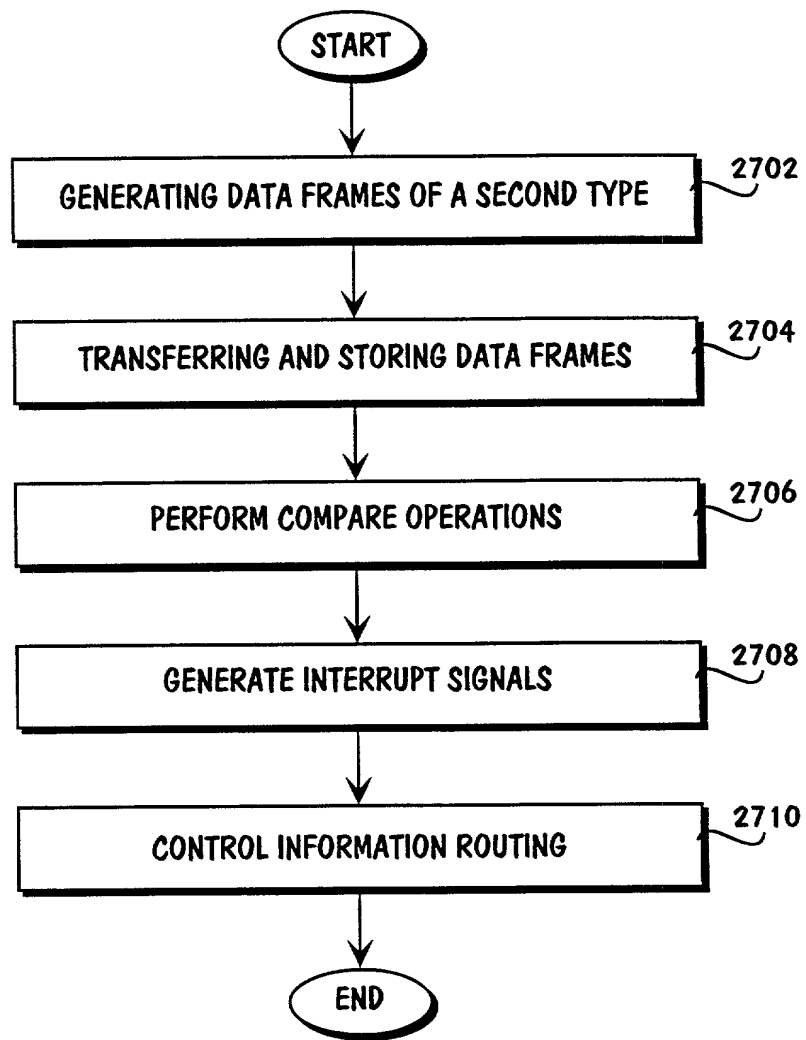 START
GENERATING DATA FRAMES OF A SECOND TYPE
2702
TRANSFERRING AND STORING DATA FRAMES
2704
PERFORM COMPARE OPERATIONS
2706
GENERATE INTERRUPT SIGNALS
2708
CONTROL INFORMATION ROUTING
2710
END